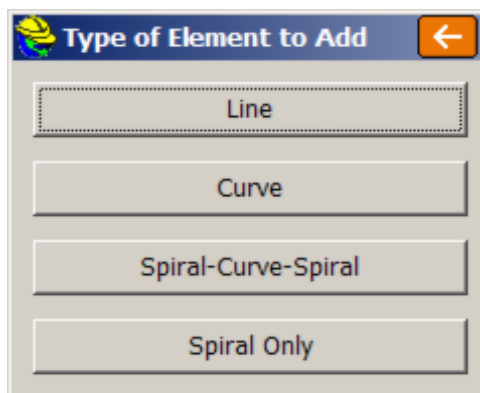 Type of Element to Add
Line
Curve
Spiral-Curve-Spiral
Spiral Only